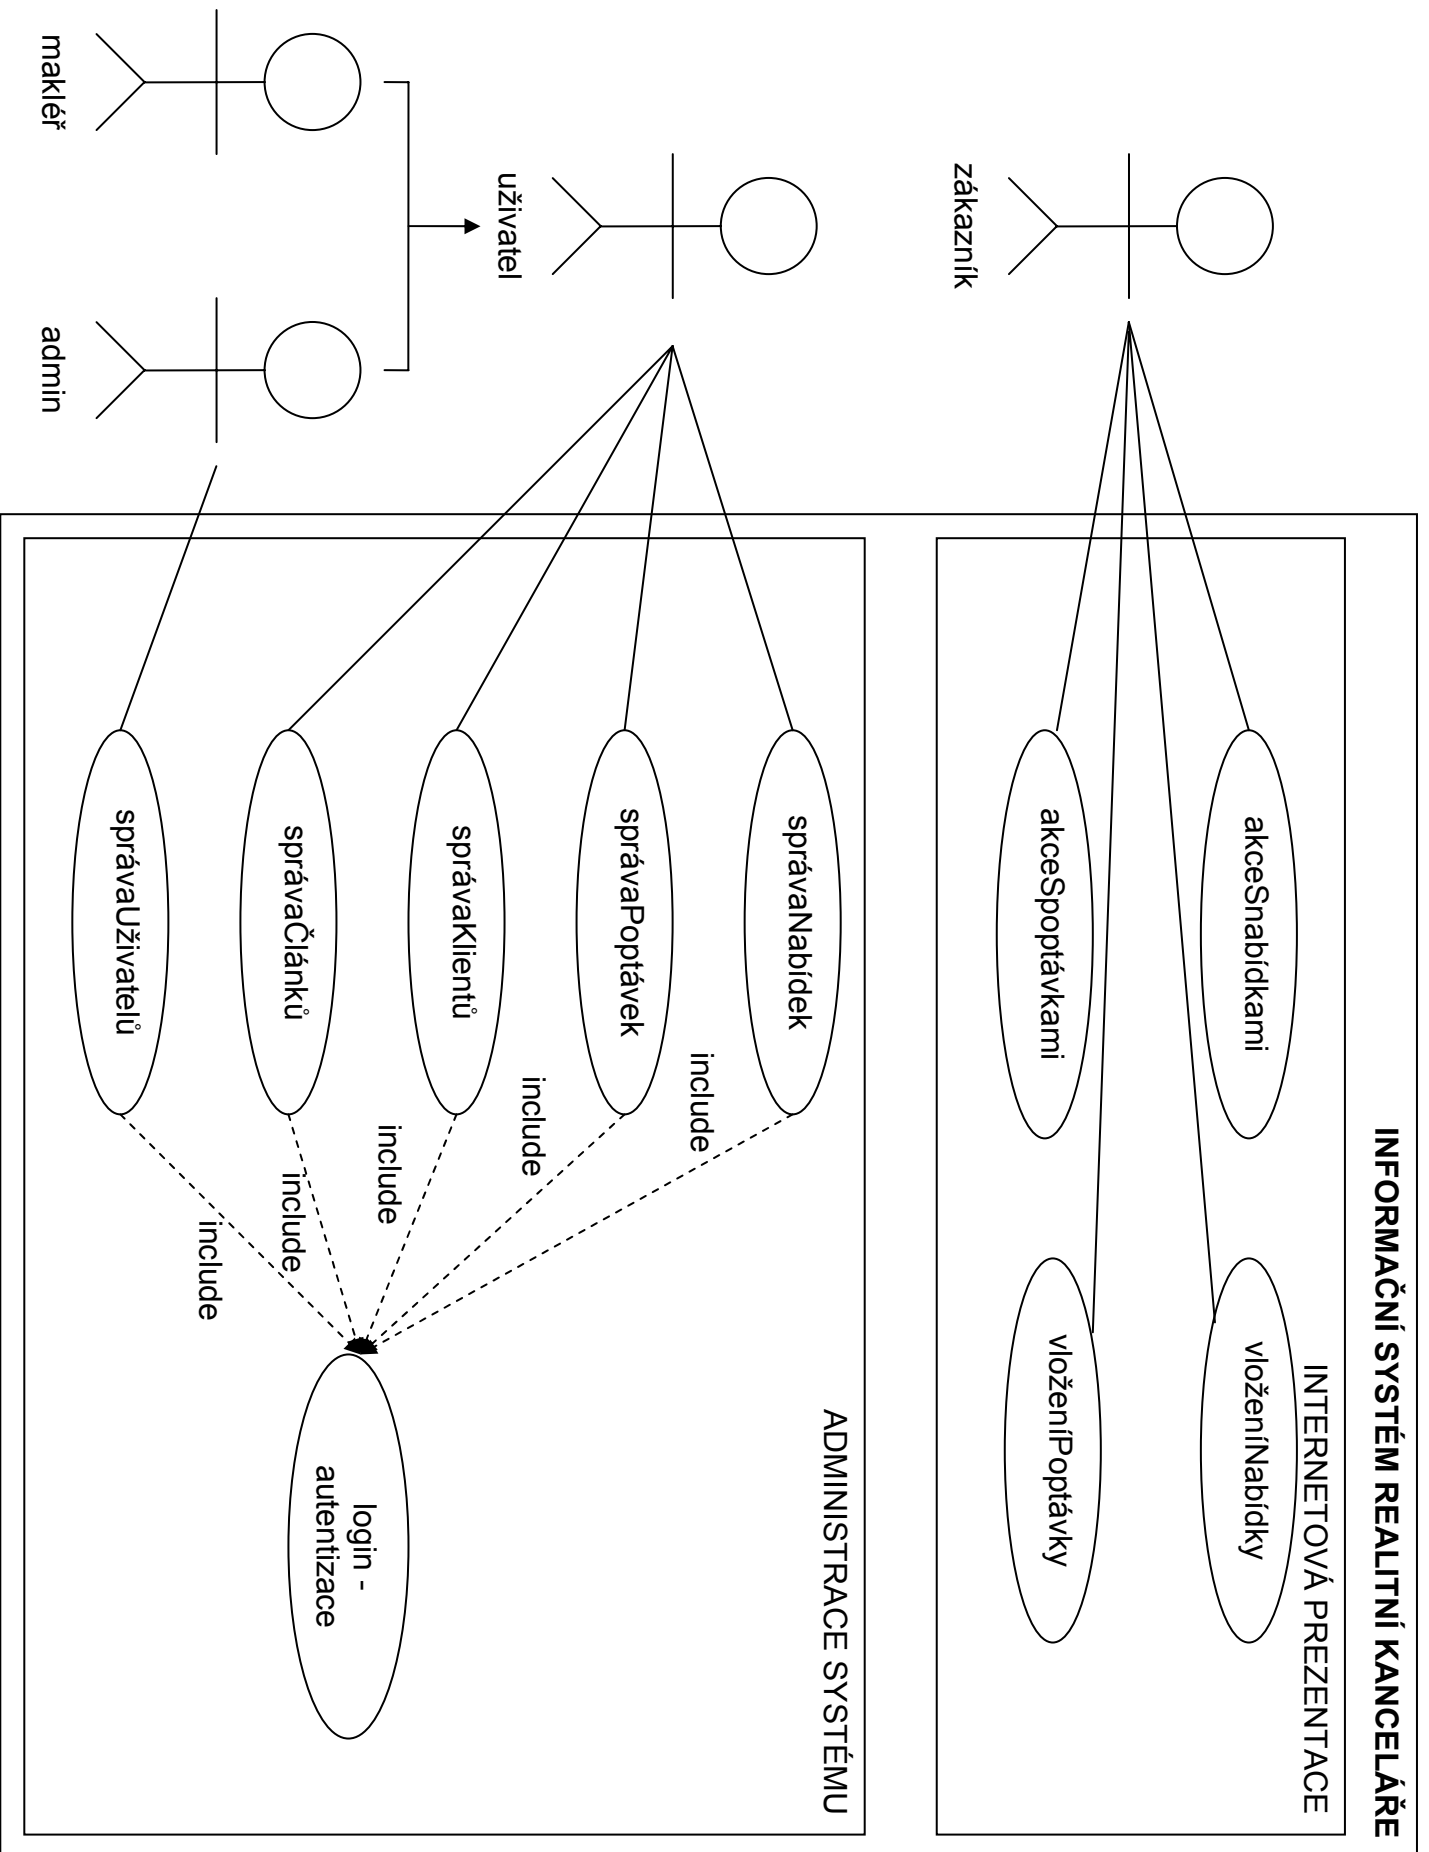 INFORMAČNÍ SYSTÉM REALITNÍ KANCELÁŘE
INTERNETOVÁ PREZENTACE
zákazník
akceSnabídkami
vloženíNabídky
akceSpoptávkami
vloženíPoptávky
ADMINISTRACE SYSTÉMU
uživatel
správaNabídek
include
správaPoptávek
include
správaKlientů
include
správaČlánků
include
správaUživatelů
include
login -
autentizace
makléř
admin